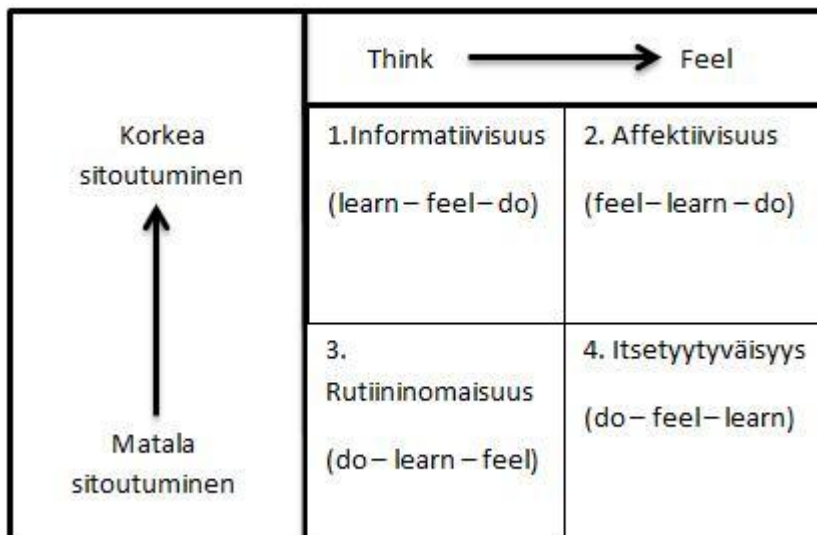 Think Feel
Korkea
sitoutuminen
1.Informatiivisuus
(learn – feel – do)
2. Affektiivisuus
(feel – learn – do)
Matala
sitoutuminen
3.
Rutiininomaisuus
(do – learn – feel)
4. Itsetyytyväisyys
(do – feel – learn)